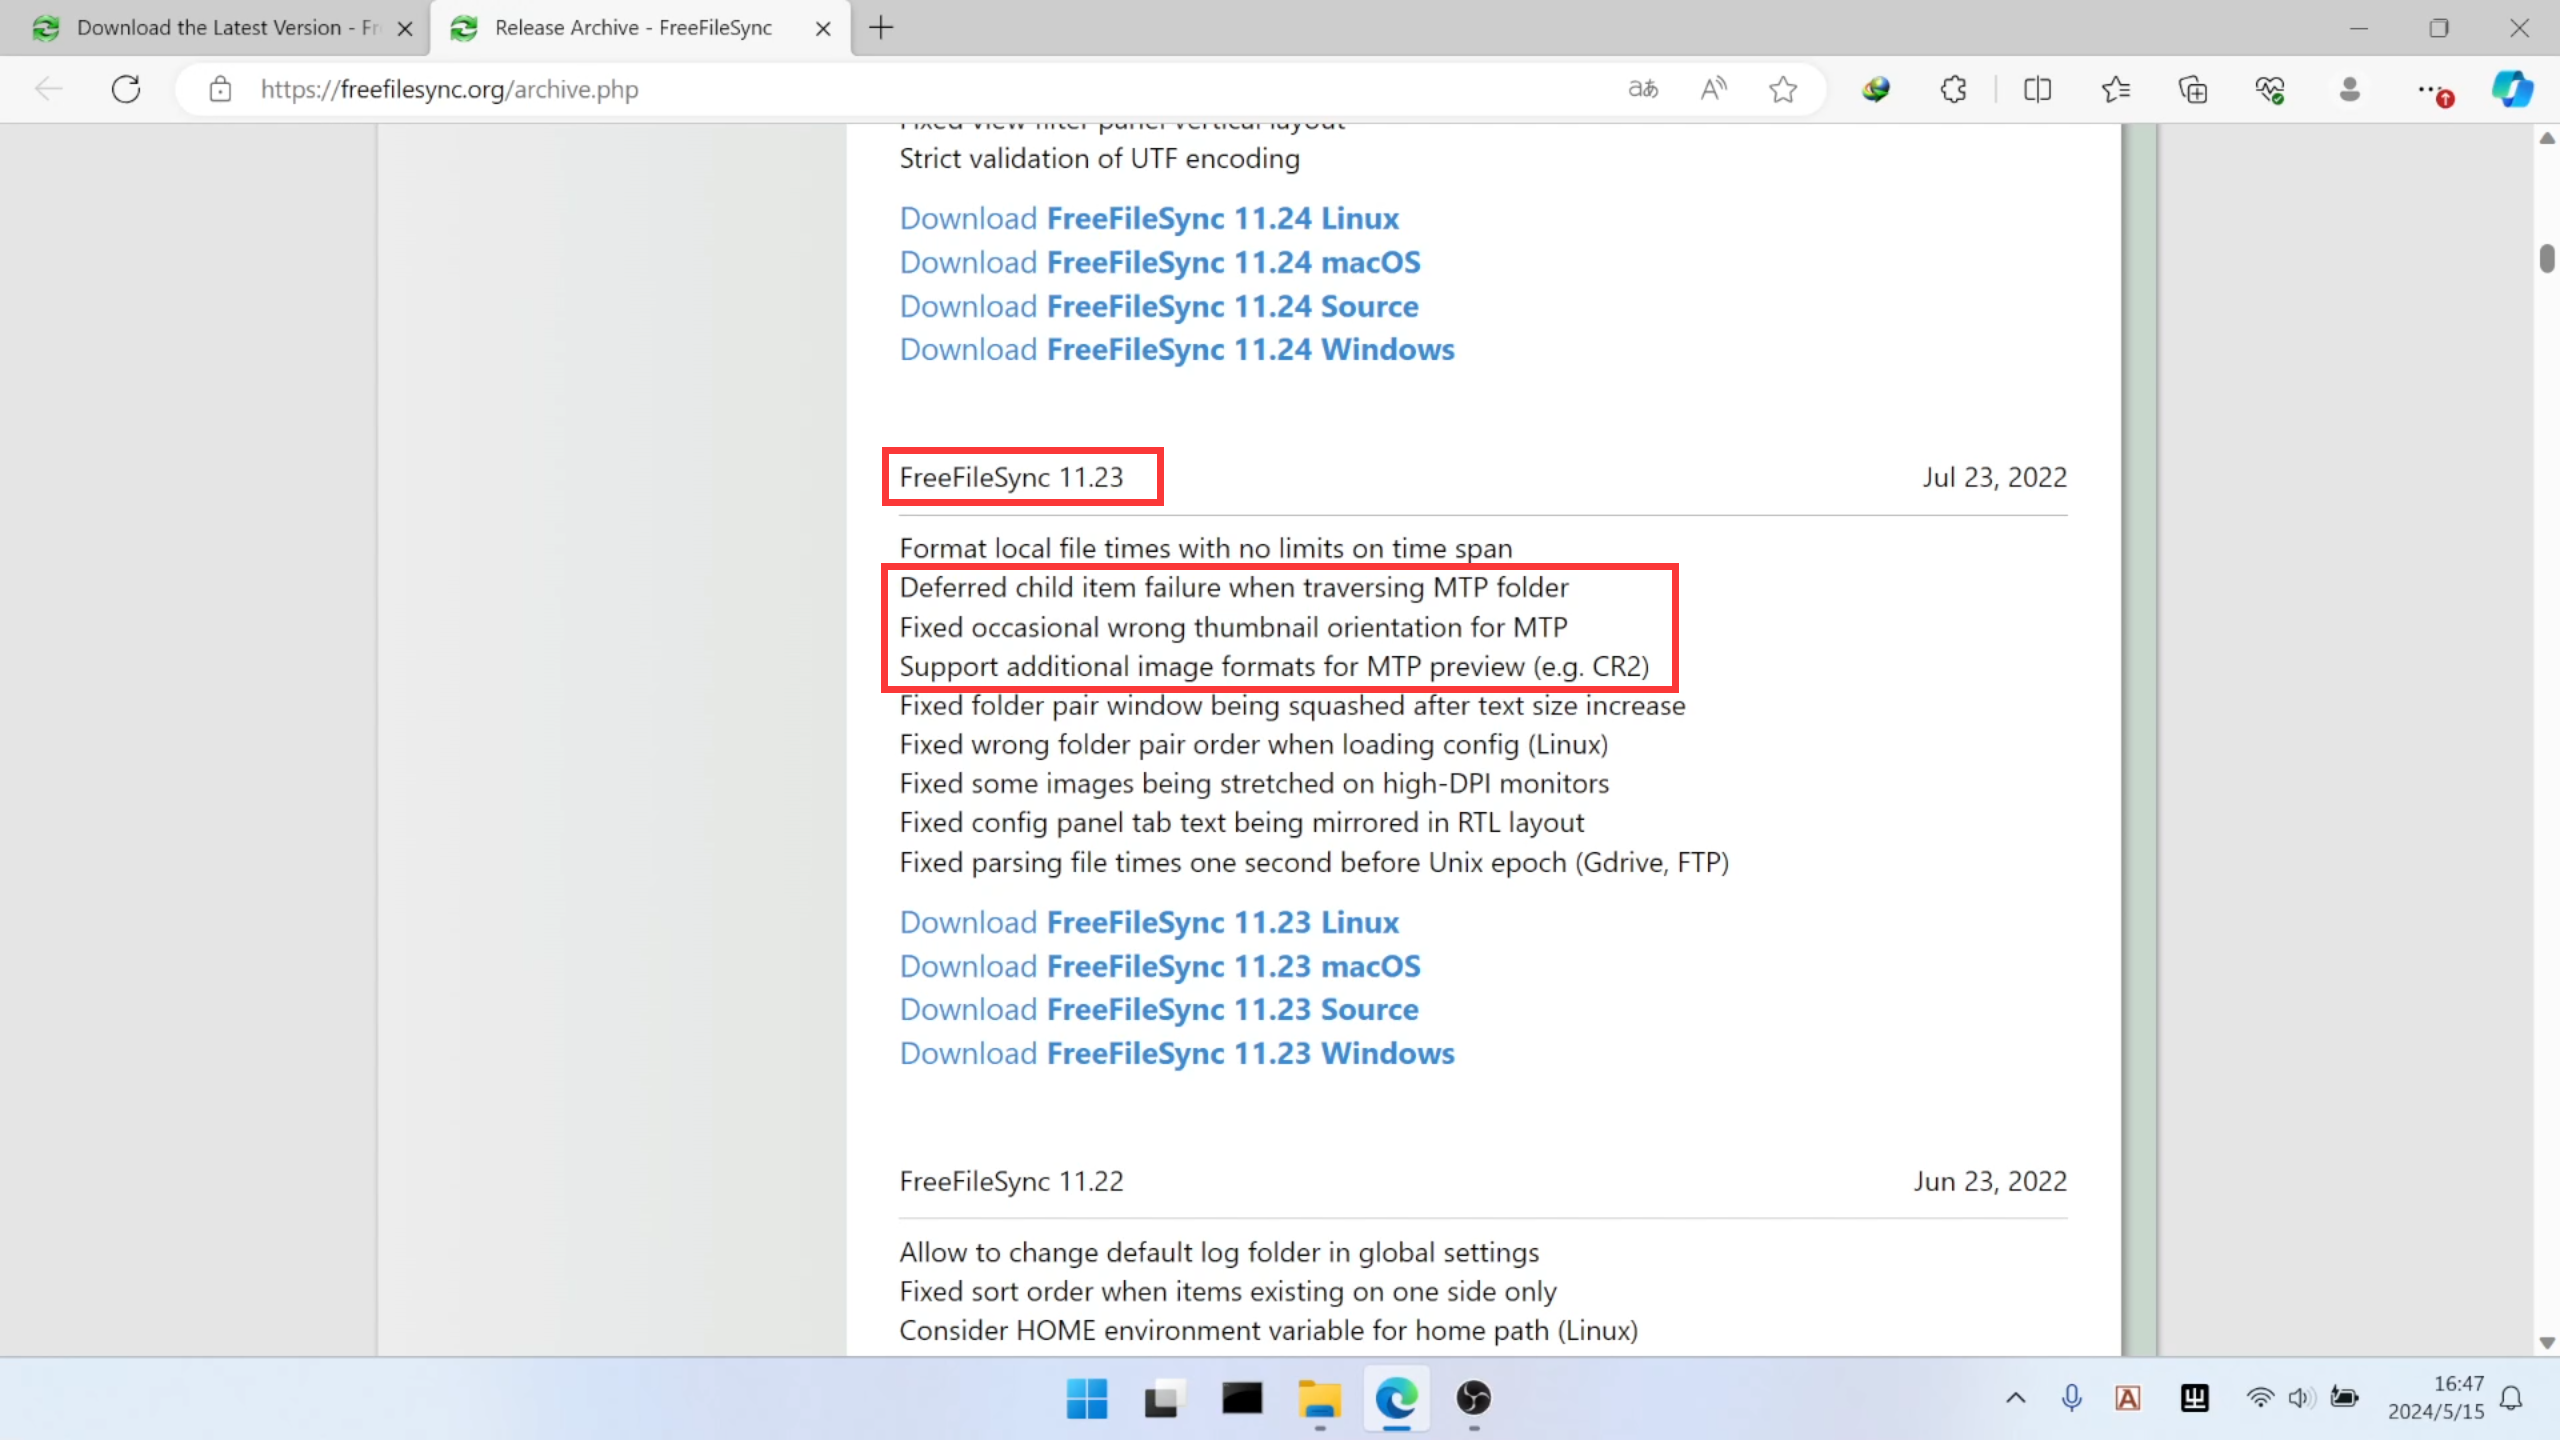 Download the Latest Version - Fr
Release Archive - FreeFileSync
https://freefilesync.org/archive.php
Fixed view filter panel vertical layout
Strict validation of UTF encoding
Download FreeFileSync 11.24 Linux
Download FreeFileSync 11.24 macOS
Download FreeFileSync 11.24 Source
Download FreeFileSync 11.24 Windows
FreeFileSync 11.23
Jul 23, 2022
Format local file times with no limits on time span
Deferred child item failure when traversing MTP folder
Fixed occasional wrong thumbnail orientation for MTP
Support additional image formats for MTP preview (e.g. CR2)
Fixed folder pair window being squashed after text size increase
Fixed wrong folder pair order when loading config (Linux)
Fixed some images being stretched on high-DPI monitors
Fixed config panel tab text being mirrored in RTL layout
Fixed parsing file times one second before Unix epoch (Gdrive, FTP)
Download FreeFileSync 11.23 Linux
Download FreeFileSync 11.23 macOS
Download FreeFileSync 11.23 Source
Download FreeFileSync 11.23 Windows
FreeFileSync 11.22
Jun 23, 2022
Allow to change default log folder in global settings
Fixed sort order when items existing on one side only
Consider HOME environment variable for home path (Linux)
16:47
2024/5/15